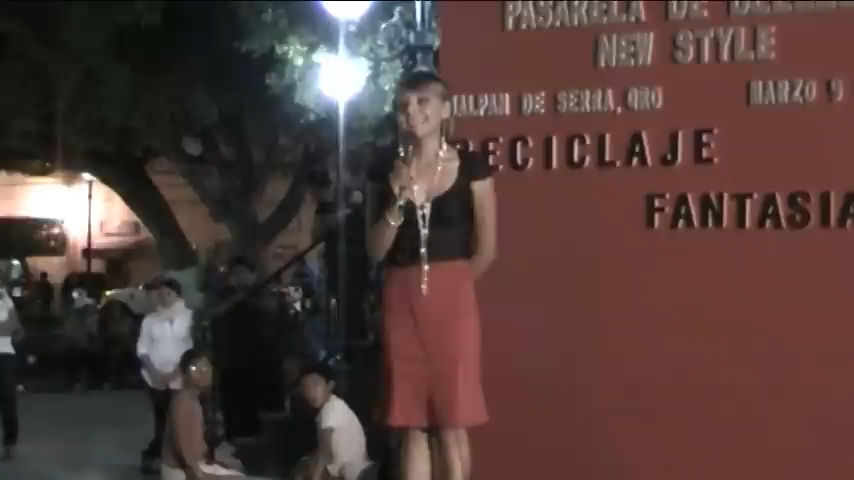 PASARELA DE
NEW STYLE
JALPAN DE SERRA, QRO
MARZO 9
RECICLAJE
FANTASIA